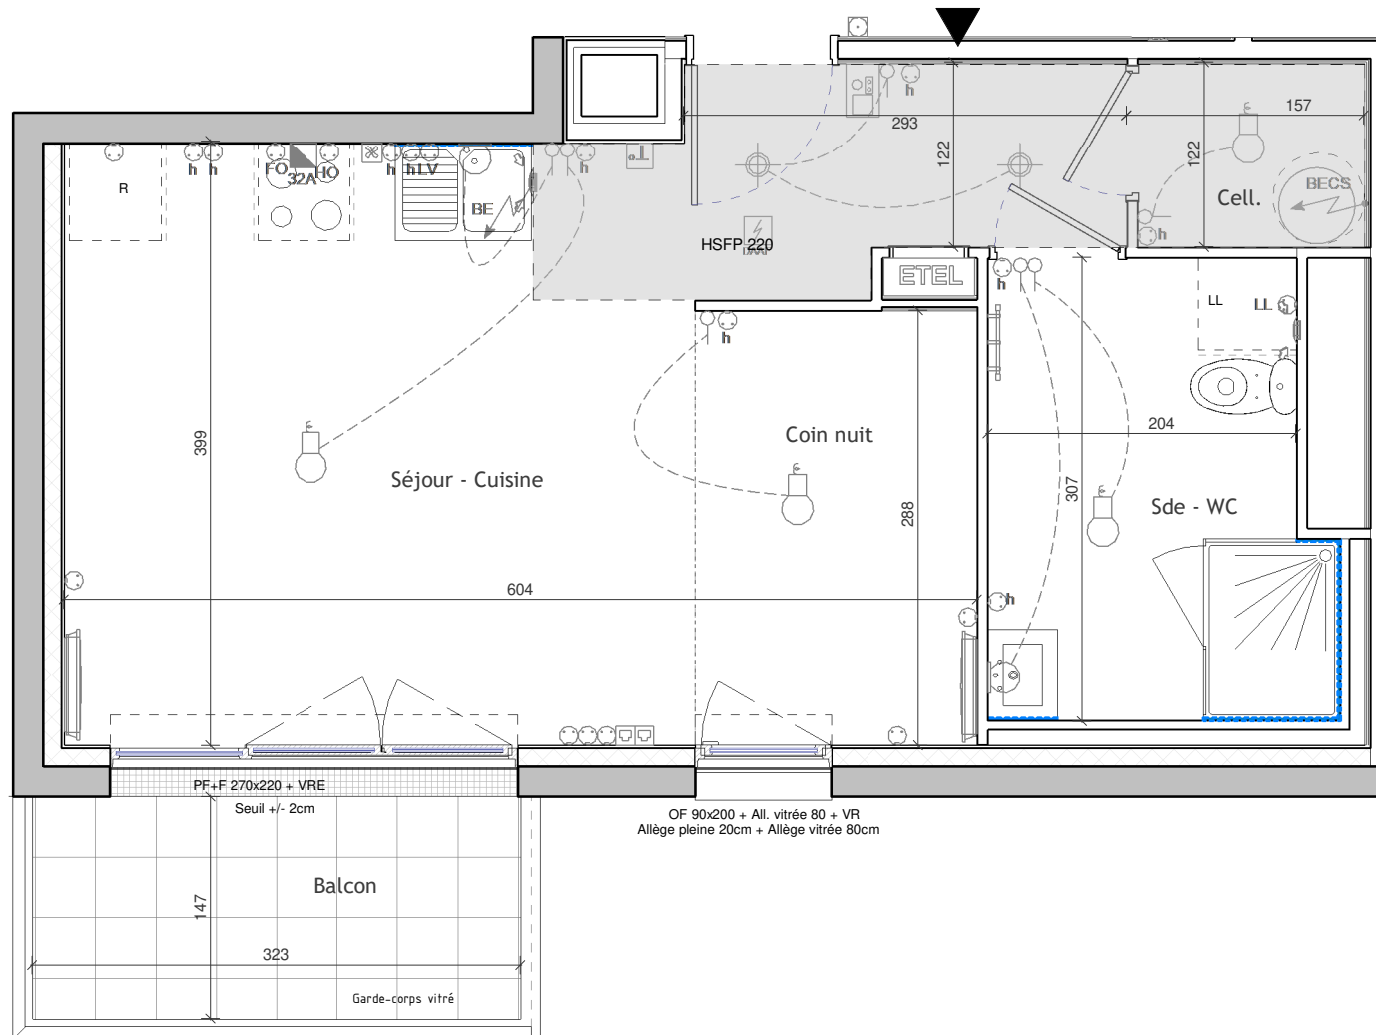 157
293
122
122
h
Cell.
BECS
h
h
h
FO
32A
HO
h
h
LV
h
R
BE
HSFP 220
ETEL
h
h
LL
LL
h
399
Coin nuit
204
Séjour - Cuisine
307
Sde - WC
288
604
h
PF+F 270x220 + VRE
Seuil +/- 2cm
OF 90x200 + All. vitrée 80 + VR
Allège pleine 20cm + Allège vitrée 80cm
Balcon
147
323
Garde-corps vitré